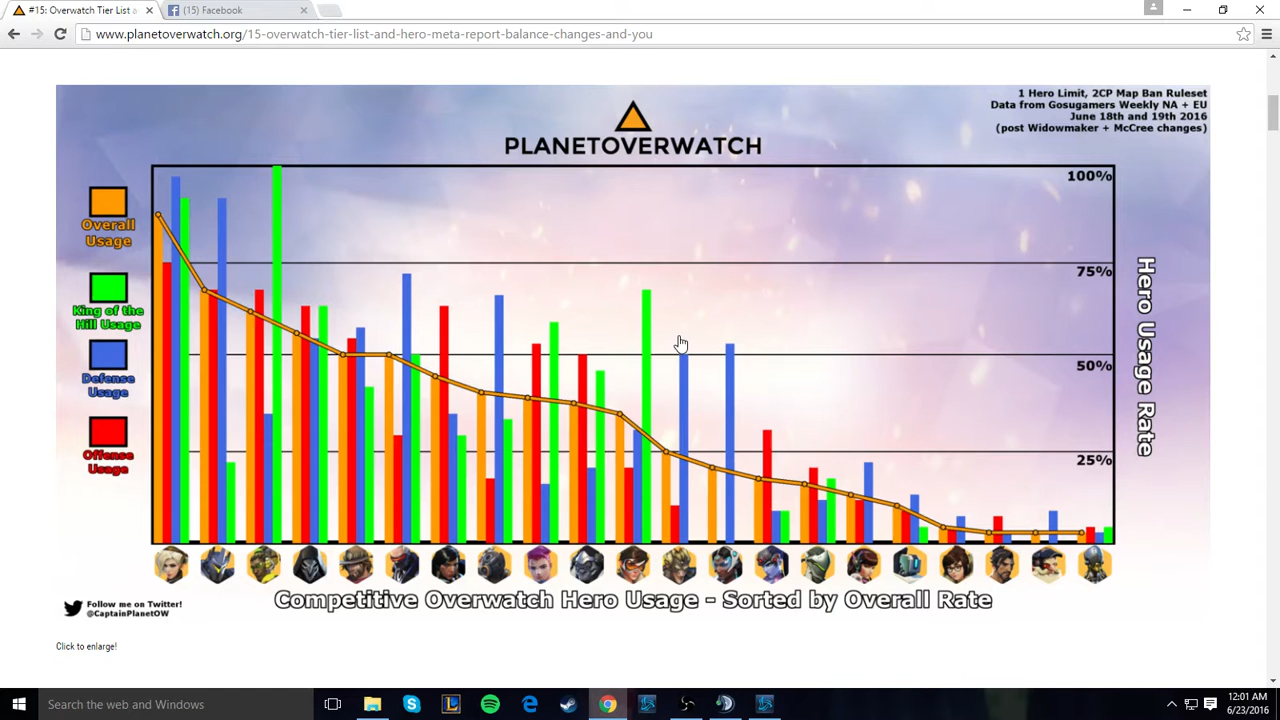 #15: Overwatch Tier List a
(15) Facebook
www.planetoverwatch.org/15-overwatch-tier-list-and-hero-meta-report-balance-changes-and-you
1 Hero Limit, 2CP Map Ban Ruleset
Data from Gosugamers Weekly NA + EU
June 18th and 19th 2016
(post Widowmaker + McCree changes)
PLANETOVERWATCH
100%
75%
50%
25%
Overall
Usage
King of the
Hill Usage
Defense
Usage
Offense
Usage
Hero Usage Rate
Competitive Overwatch Hero Usage - Sorted by Overall Rate
Follow me on Twitter!
@CaptainPlanetOW
Click to enlarge!
Search the web and Windows
12:01 AM
6/23/2016